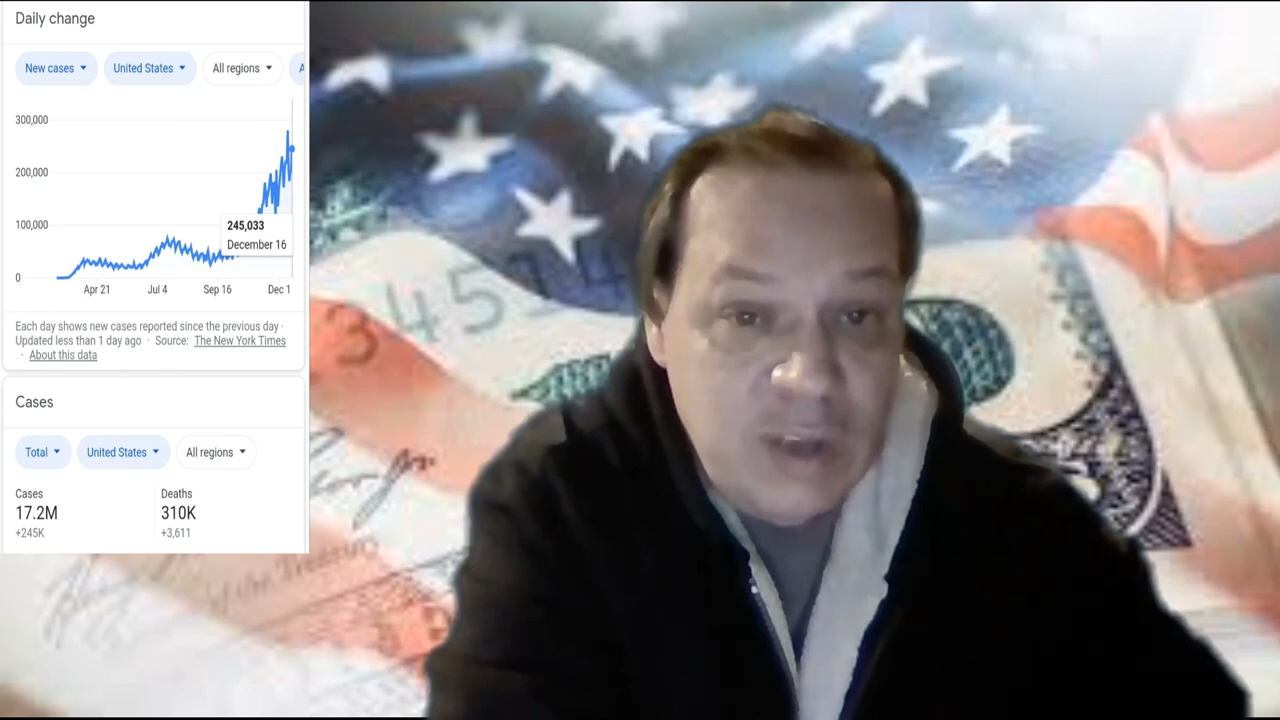 Daily change
New cases United States All regions A
300,000
200,000
100,000
0
245,033
December 16
Apr 21 Jul 4 Sep 16 Dec 1
Each day shows new cases reported since the previous day ·
Updated less than 1 day ago · Source: The New York Times
· About this data
Cases
Total United States All regions
Cases Deaths
17.2M 310K
+245K +3,611
of the Treasury